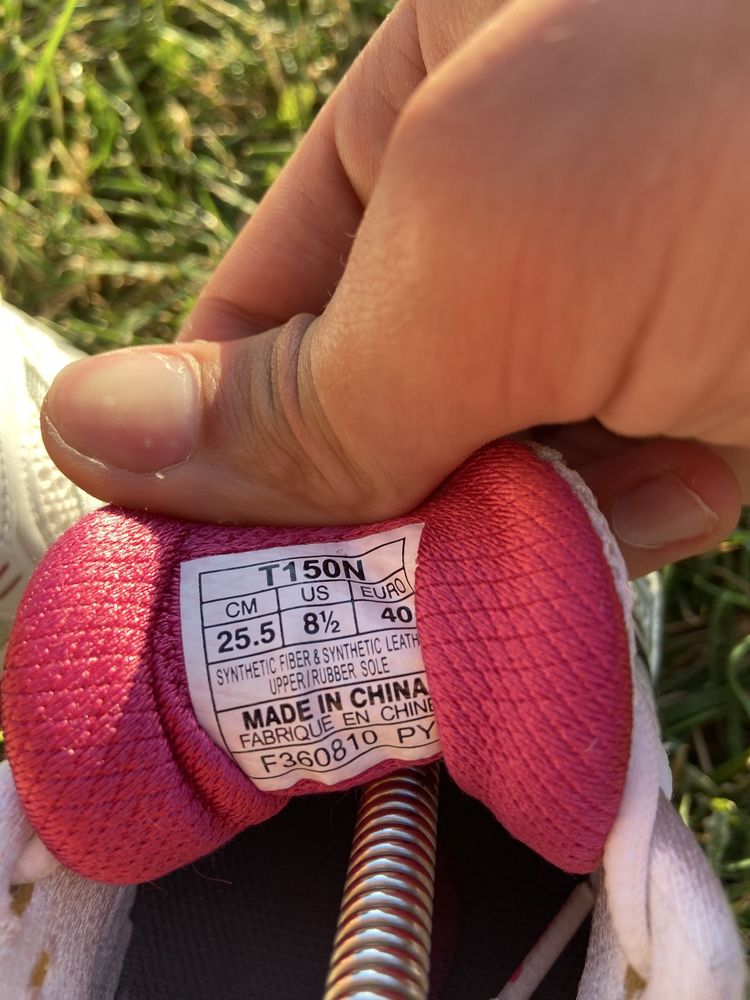 T150N
CM US EURO
25.5 8½ 40
SYNTHETIC FIBER & SYNTHETIC LEATH
UPPER/RUBBER SOLE
MADE IN CHINA
FABRIQUE EN CHINE
F360810 PY